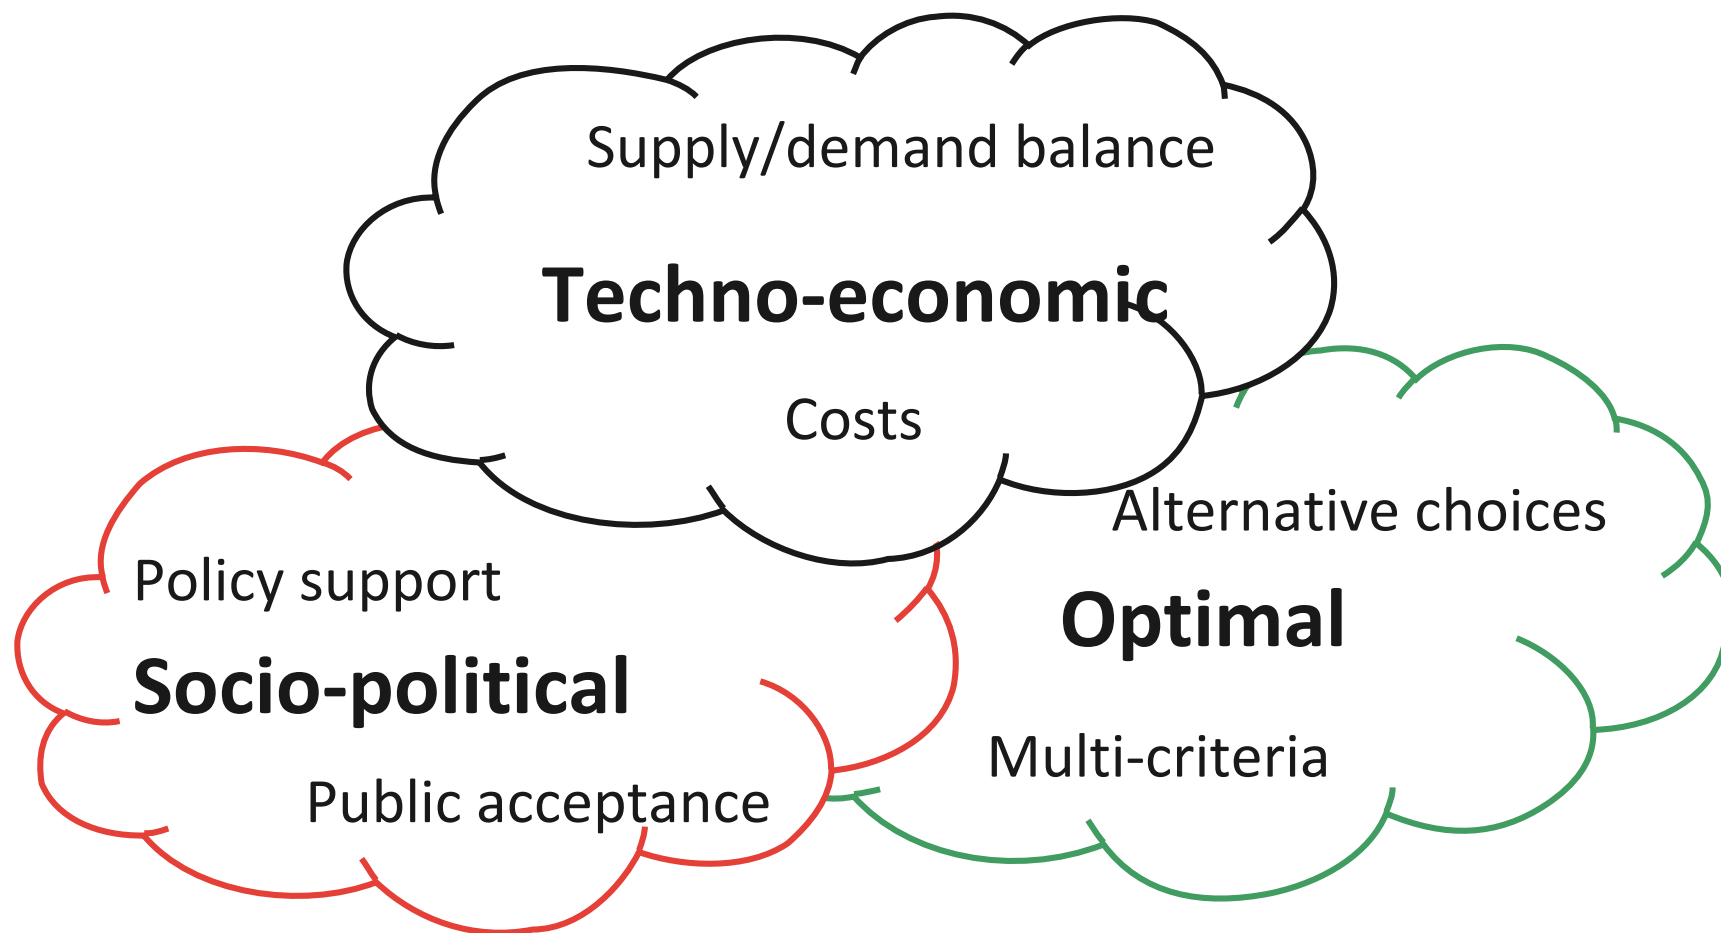 Supply/demand balance
Techno-economic
Costs
Policy support
Socio-political
Public acceptance
Alternative choices
Optimal
Multi-criteria